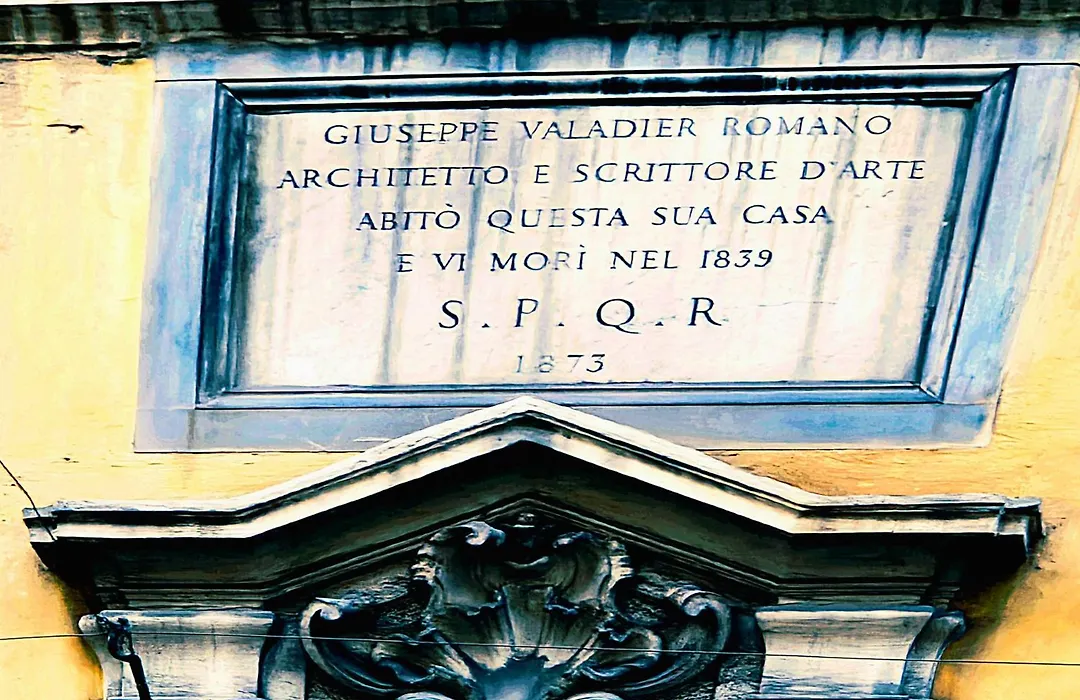 GIUSEPPE VALADIER ROMANO
ARCHITETTO E SCRITTORE D'ARTE
ABITÒ QUESTA SUA CASA
E VI MORÌ NEL 1839
S. P. Q. R
1873